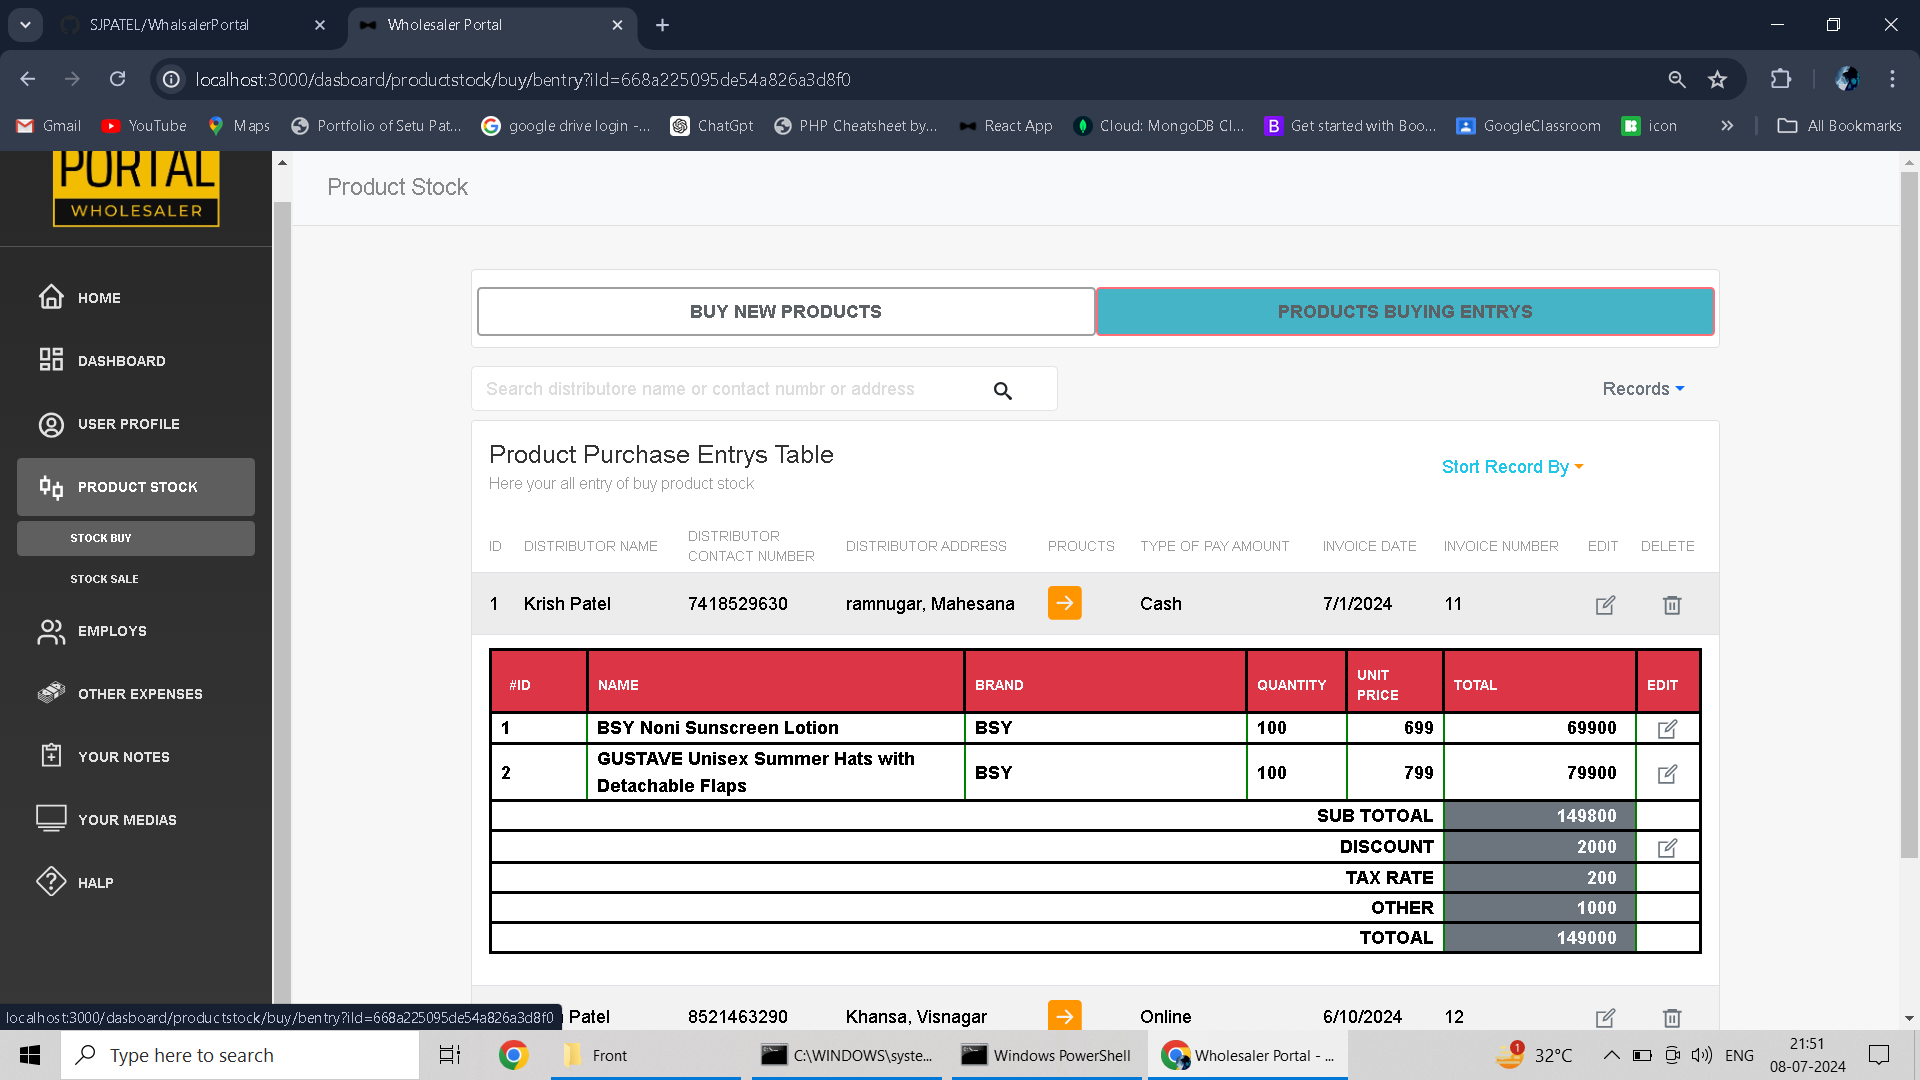 SJPATEL/WhalsalerPortal
Wholesaler Portal
localhost:3000/dasboard/productstock/buy/bentry?iId=668a225095de54a826a3d8f0
Gmail YouTube Maps Portfolio of Setu Pat... google drive login -... ChatGpt PHP Cheatsheet by... React App Cloud: MongoDB Cl... Get started with Boo... GoogleClassroom icon » All Bookmarks
PORTAL
WHOLESALER
HOME
DASHBOARD
USER PROFILE
PRODUCT STOCK
STOCK BUY
STOCK SALE
EMPLOYS
OTHER EXPENSES
YOUR NOTES
YOUR MEDIAS
HALP
Product Stock
BUY NEW PRODUCTS PRODUCTS BUYING ENTRYS
Search distributore name or contact numbr or address
Records
Product Purchase Entrys Table
Here your all entry of buy product stock
Stort Record By
ID DISTRIBUTOR NAME DISTRIBUTOR CONTACT NUMBER DISTRIBUTOR ADDRESS PROUCTS TYPE OF PAY AMOUNT INVOICE DATE INVOICE NUMBER EDIT DELETE
1 Krish Patel 7418529630 ramnugar, Mahesana Cash 7/1/2024 11
#ID NAME BRAND QUANTITY UNIT PRICE TOTAL EDIT
1 BSY Noni Sunscreen Lotion BSY 100 699 69900
2 GUSTAVE Unisex Summer Hats with Detachable Flaps BSY 100 799 79900
SUB TOTOAL 149800
DISCOUNT 2000
TAX RATE 200
OTHER 1000
TOTOAL 149000
Patel 8521463290 Khansa, Visnagar Online 6/10/2024 12
localhost:3000/dasboard/productstock/buy/bentry?iId=668a225095de54a826a3d8f0
Type here to search
Front
C:\WINDOWS\syste...
Windows PowerShell
Wholesaler Portal - ...
1
32°C
ENG
21:51
08-07-2024